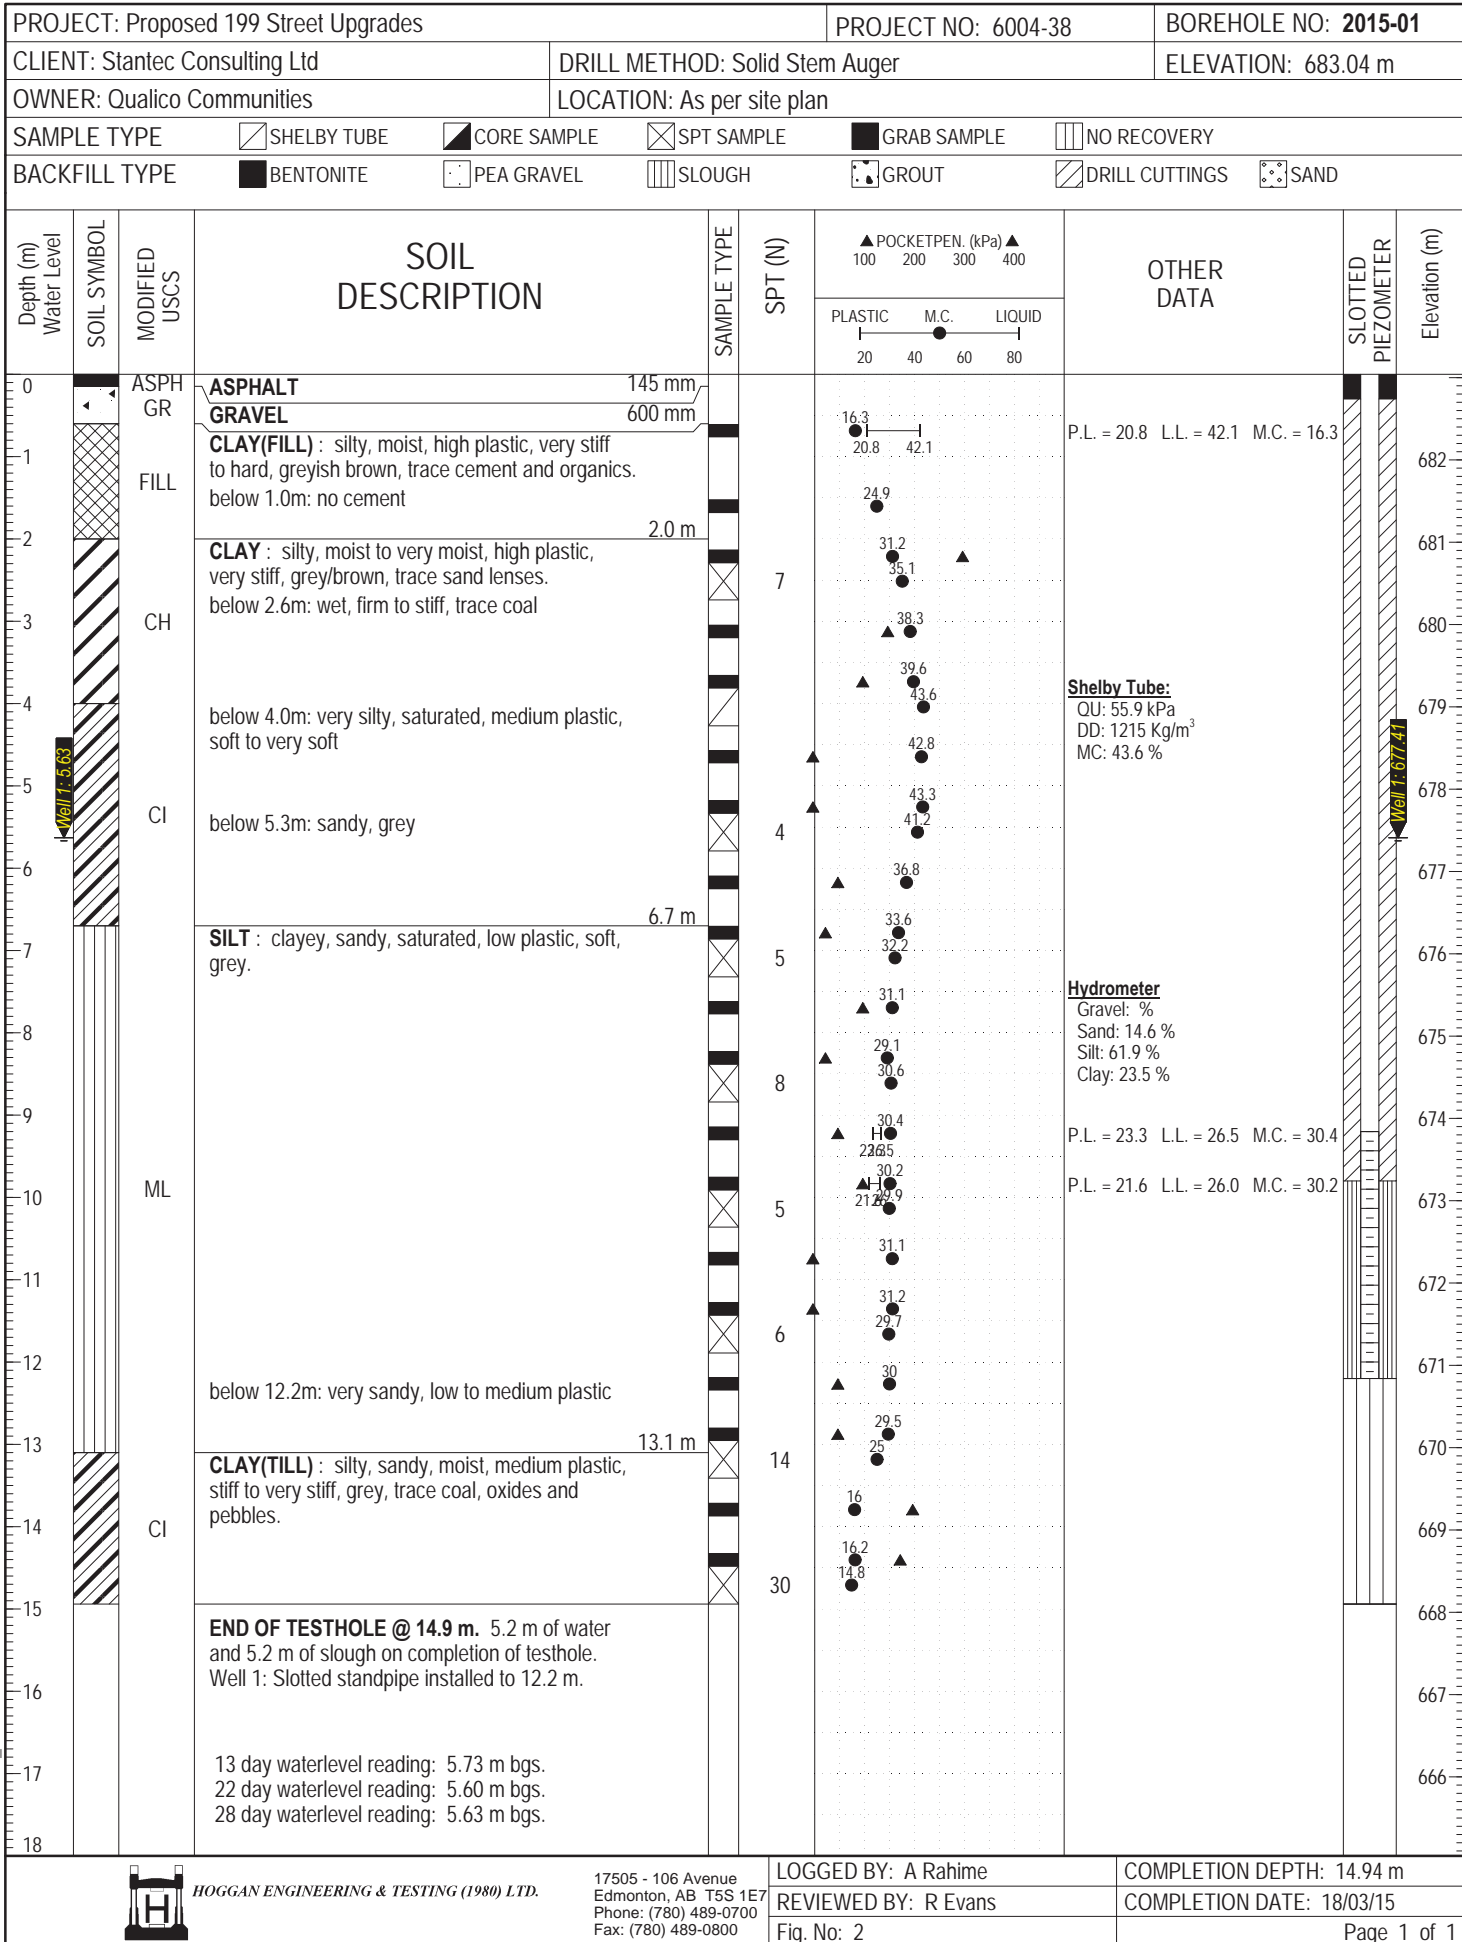 PROJECT: Proposed 199 Street Upgrades
PROJECT NO: 6004-38
BOREHOLE NO: 2015-01
CLIENT: Stantec Consulting Ltd
DRILL METHOD: Solid Stem Auger
ELEVATION: 683.04 m
OWNER: Qualico Communities
LOCATION: As per site plan
SAMPLE TYPE
SHELBY TUBE
CORE SAMPLE
SPT SAMPLE
GRAB SAMPLE
NO RECOVERY
BACKFILL TYPE
BENTONITE
PEA GRAVEL
SLOUGH
GROUT
DRILL CUTTINGS
SAND
Depth (m)
Water Level
SOIL SYMBOL
MODIFIED
USCS
SOIL
DESCRIPTION
SAMPLE TYPE
SPT (N)
▲ POCKETPEN. (kPa) ▲
100 200 300 400
PLASTIC M.C. LIQUID
20 40 60 80
OTHER
DATA
SLOTTED
PIEZOMETER
Elevation (m)
0
1
2
3
4
5
6
7
8
9
10
11
12
13
14
15
16
17
18
Well 1: 5.63
ASPH
GR
FILL
CH
CI
ML
CI
ASPHALT 145 mm
GRAVEL 600 mm
CLAY(FILL) : silty, moist, high plastic, very stiff
to hard, greyish brown, trace cement and organics.
below 1.0m: no cement
2.0 m
CLAY : silty, moist to very moist, high plastic,
very stiff, grey/brown, trace sand lenses.
below 2.6m: wet, firm to stiff, trace coal
below 4.0m: very silty, saturated, medium plastic,
soft to very soft
below 5.3m: sandy, grey
6.7 m
SILT : clayey, sandy, saturated, low plastic, soft,
grey.
below 12.2m: very sandy, low to medium plastic
13.1 m
CLAY(TILL) : silty, sandy, moist, medium plastic,
stiff to very stiff, grey, trace coal, oxides and
pebbles.
END OF TESTHOLE @ 14.9 m. 5.2 m of water
and 5.2 m of slough on completion of testhole.
Well 1: Slotted standpipe installed to 12.2 m.
13 day waterlevel reading: 5.73 m bgs.
22 day waterlevel reading: 5.60 m bgs.
28 day waterlevel reading: 5.63 m bgs.
7
4
5
8
5
6
14
30
16.3
20.8 42.1
24.9
31.2
35.1
38.3
39.6
43.6
42.8
43.3
41.2
36.8
33.6
32.2
31.1
29.1
30.6
30.4
30.2
29.9
31.1
31.2
29.7
30
29.5
25
16
16.2
14.8
P.L. = 20.8 L.L. = 42.1 M.C. = 16.3
Shelby Tube:
QU: 55.9 kPa
DD: 1215 Kg/m³
MC: 43.6 %
Hydrometer
Gravel: %
Sand: 14.6 %
Silt: 61.9 %
Clay: 23.5 %
P.L. = 23.3 L.L. = 26.5 M.C. = 30.4
P.L. = 21.6 L.L. = 26.0 M.C. = 30.2
Well 1: 677.41
682
681
680
679
678
677
676
675
674
673
672
671
670
669
668
667
666
H
HOGGAN ENGINEERING & TESTING (1980) LTD.
17505 - 106 Avenue
Edmonton, AB T5S 1E7
Phone: (780) 489-0700
Fax: (780) 489-0800
LOGGED BY: A Rahime
COMPLETION DEPTH: 14.94 m
REVIEWED BY: R Evans
COMPLETION DATE: 18/03/15
Fig. No: 2
Page 1 of 1